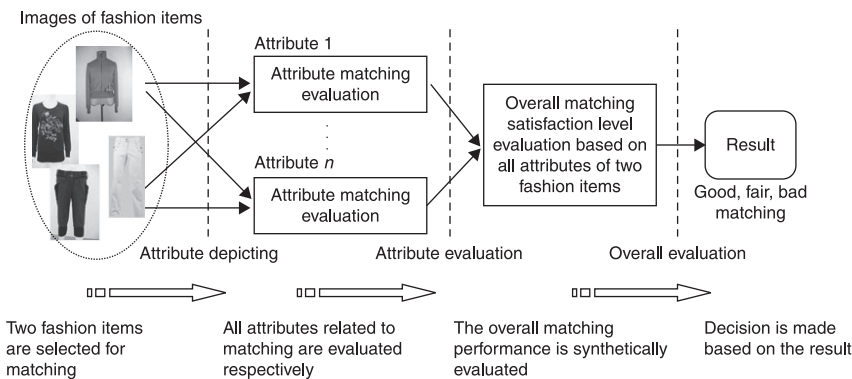 Images of fashion items
Attribute 1
Attribute matching
evaluation
Attribute n
Attribute matching
evaluation
Overall matching
satisfaction level
evaluation based on
all attributes of two
fashion items
Result
Good, fair, bad
matching
Attribute depicting
Attribute evaluation
Overall evaluation
Two fashion items
are selected for
matching
All attributes related to
matching are evaluated
respectively
The overall matching
performance is synthetically
evaluated
Decision is made
based on the result